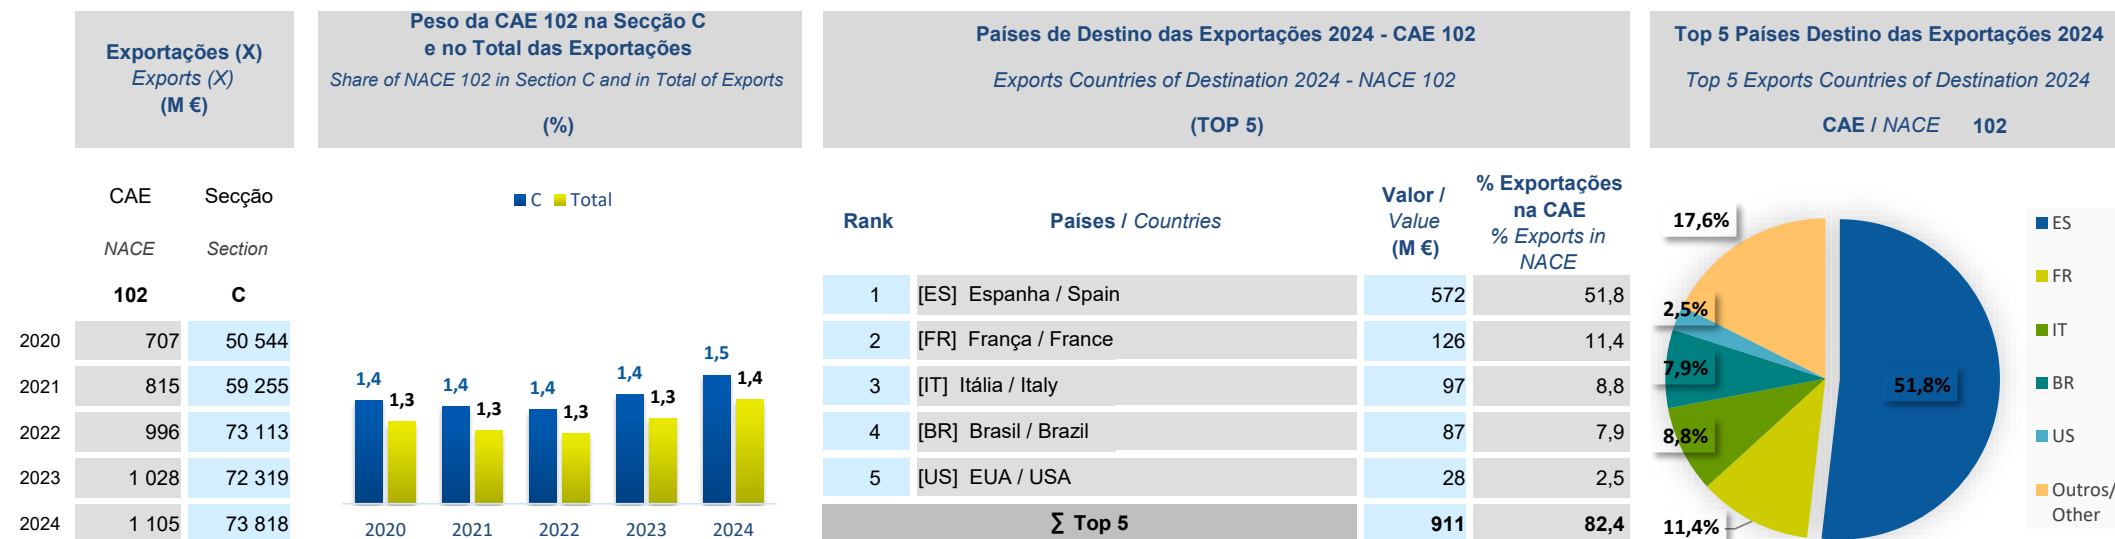 Exportações (X)
Exports (X)
(M €)
Peso da CAE 102 na Secção C
e no Total das Exportações
Share of NACE 102 in Section C and in Total of Exports
(%)
Países de Destino das Exportações 2024 - CAE 102
Exports Countries of Destination 2024 - NACE 102
(TOP 5)
Top 5 Países Destino das Exportações 2024
Top 5 Exports Countries of Destination 2024
CAE / NACE 102
CAE Secção
NACE Section
102 C
2020 707 50 544
2021 815 59 255
2022 996 73 113
2023 1 028 72 319
2024 1 105 73 818
C Total
1,4 1,3 1,4 1,3 1,4 1,3 1,4 1,3 1,5 1,4
2020 2021 2022 2023 2024
Rank
Países / Countries
Valor /
Value
(M €)
% Exportações
na CAE
% Exports in
NACE
1 [ES] Espanha / Spain 572 51,8
2 [FR] França / France 126 11,4
3 [IT] Itália / Italy 97 8,8
4 [BR] Brasil / Brazil 87 7,9
5 [US] EUA / USA 28 2,5
∑ Top 5 911 82,4
17,6%
2,5%
7,9%
8,8%
11,4%
51,8%
ES
FR
IT
BR
US
Outros/
Other